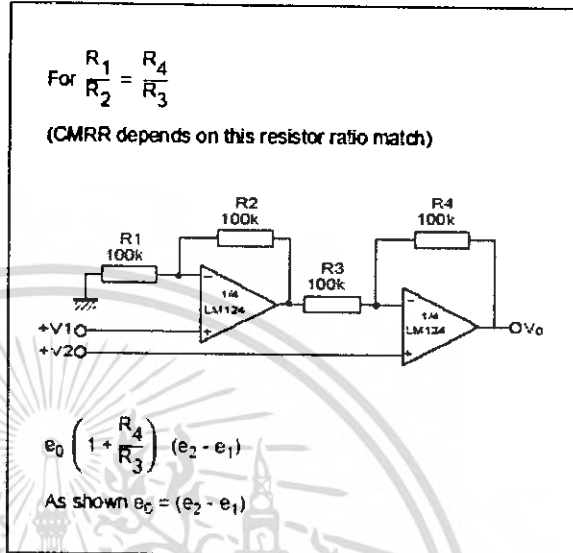 For R1/R2 = R4/R3
(CMRR depends on this resistor ratio match)
R2
100k
R4
100k
R1
100k
R3
100k
1/4
LM124
1/4
LM124
+V1
+V2
Vo
e0 (1 + R4/R3) (e2 - e1)
As shown e0 = (e2 - e1)